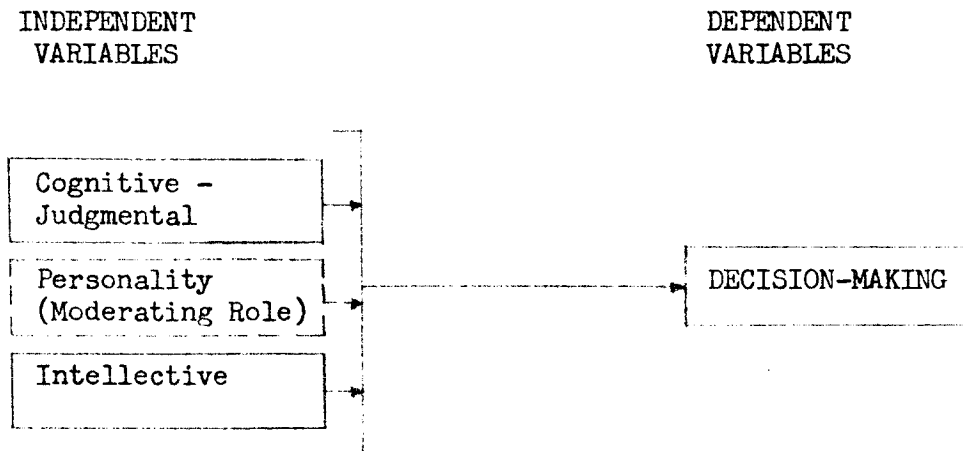 INDEPENDENT
VARIABLES
DEPENDENT
VARIABLES
Cognitive -
Judgmental
Personality
(Moderating Role)
Intellective
DECISION-MAKING